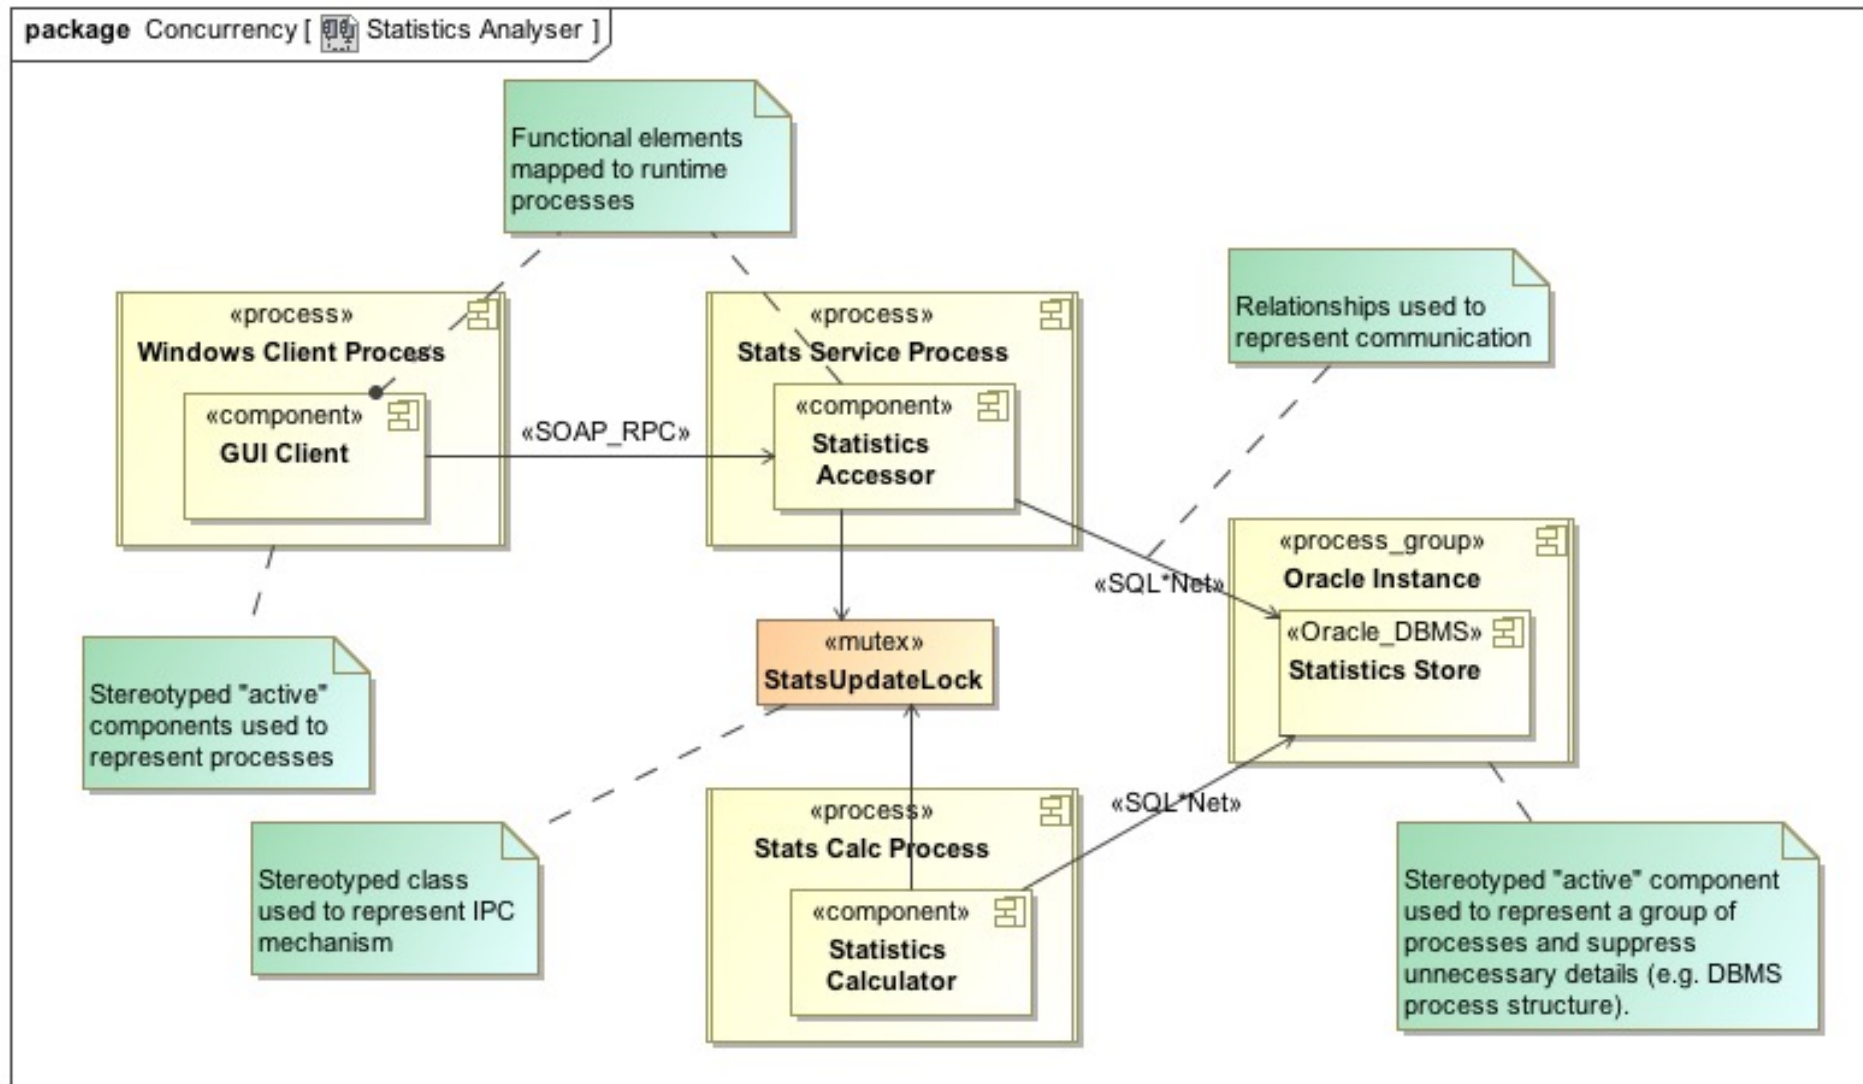 package Concurrency [ Statistics Analyser ]
Functional elements
mapped to runtime
processes
«process»
Windows Client Process
«component»
GUI Client
«SOAP_RPC»
«process»
Stats Service Process
«component»
Statistics
Accessor
Relationships used to
represent communication
«SQL*Net»
«process_group»
Oracle Instance
«Oracle_DBMS»
Statistics Store
«mutex»
StatsUpdateLock
Stereotyped "active"
components used to
represent processes
Stereotyped class
used to represent IPC
mechanism
«process»
Stats Calc Process
«component»
Statistics
Calculator
«SQL*Net»
Stereotyped "active" component
used to represent a group of
processes and suppress
unnecessary details (e.g. DBMS
process structure).